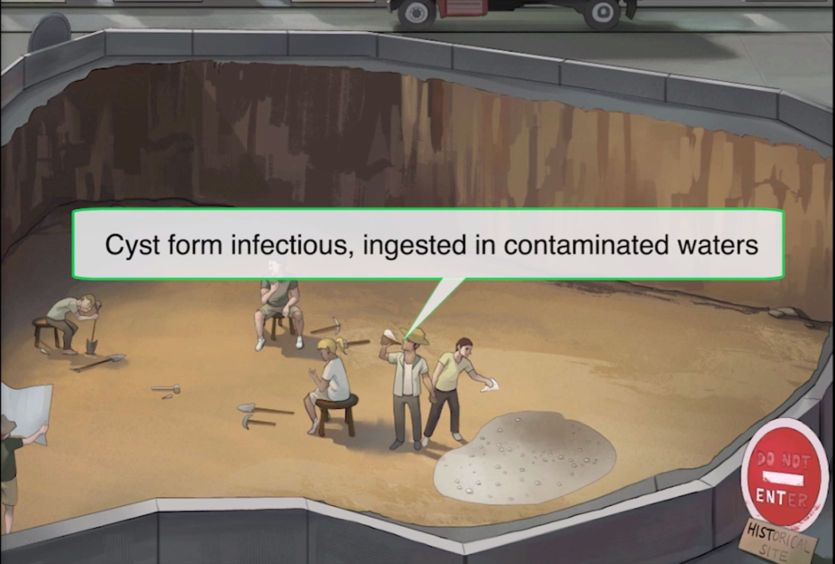 Cyst form infectious, ingested in contaminated waters
DO NOT
ENTER
HISTORICAL
SITE